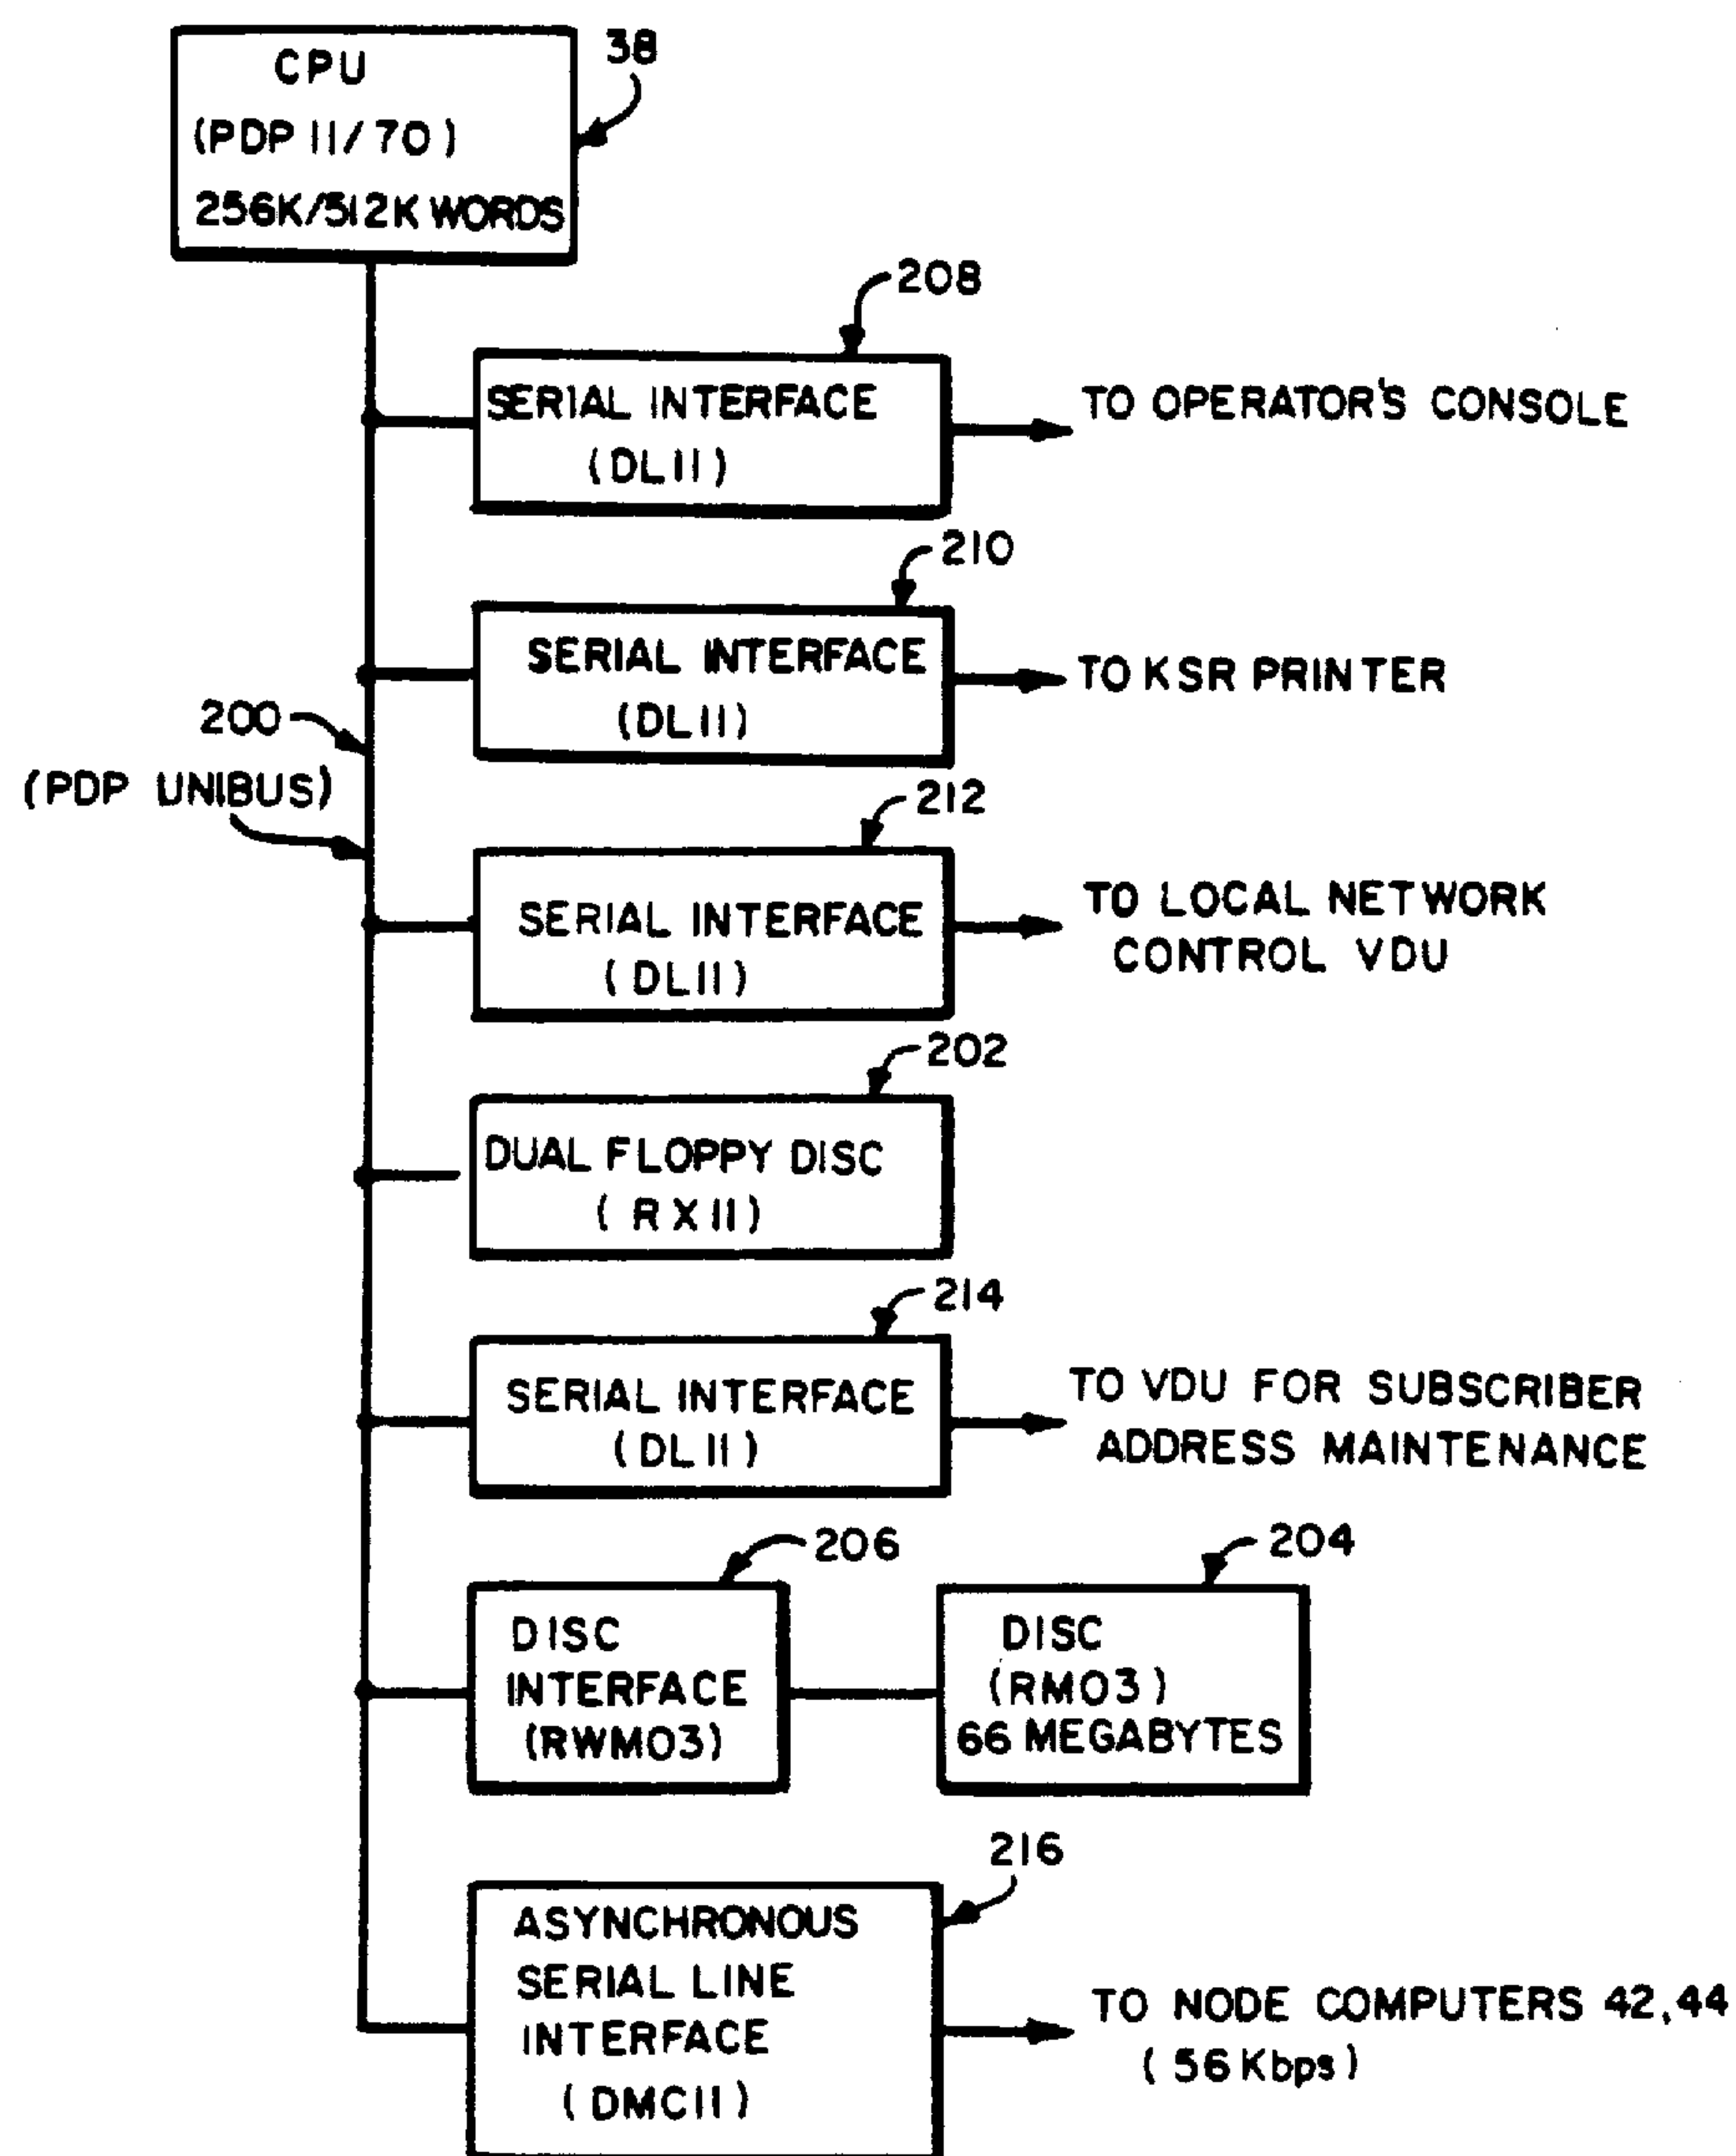 CPU
(PDP 11/70)
256K/512K WORDS
38
208
SERIAL INTERFACE
(DL11)
TO OPERATOR'S CONSOLE
210
SERIAL INTERFACE
(DL11)
TO KSR PRINTER
200
(PDP UNIBUS)
212
SERIAL INTERFACE
(DL11)
TO LOCAL NETWORK
CONTROL VDU
202
DUAL FLOPPY DISC
(RX11)
214
SERIAL INTERFACE
(DL11)
TO VDU FOR SUBSCRIBER
ADDRESS MAINTENANCE
206
DISC
INTERFACE
(RWM03)
204
DISC
(RM03)
66 MEGABYTES
216
ASYNCHRONOUS
SERIAL LINE
INTERFACE
(DMC11)
TO NODE COMPUTERS 42,44
(56Kbps)